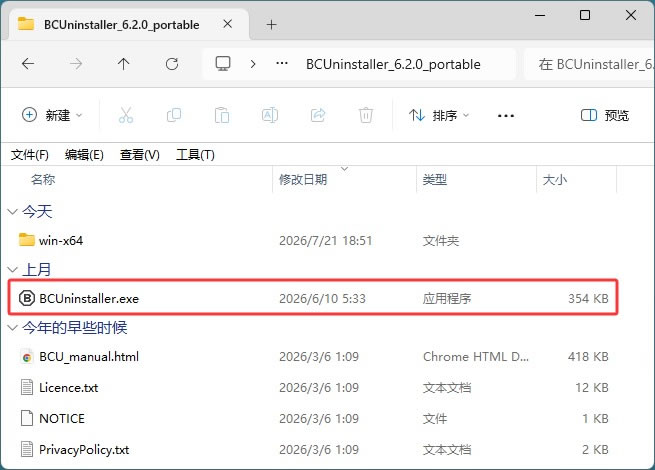 BCUninstaller_6.2.0_portable
BCUninstaller_6.2.0_portable 在 BCUninstaller_6.
新建 排序 预览
文件(F) 编辑(E) 查看(V) 工具(T)
名称 修改日期 类型 大小
今天
win-x64 2026/7/21 18:51 文件夹
上月
BCUninstaller.exe 2026/6/10 5:33 应用程序 354 KB
今年的早些时候
BCU_manual.html 2026/3/6 1:09 Chrome HTML D... 418 KB
Licence.txt 2026/3/6 1:09 文本文档 12 KB
NOTICE 2026/3/6 1:09 文件 1 KB
PrivacyPolicy.txt 2026/3/6 1:09 文本文档 2 KB